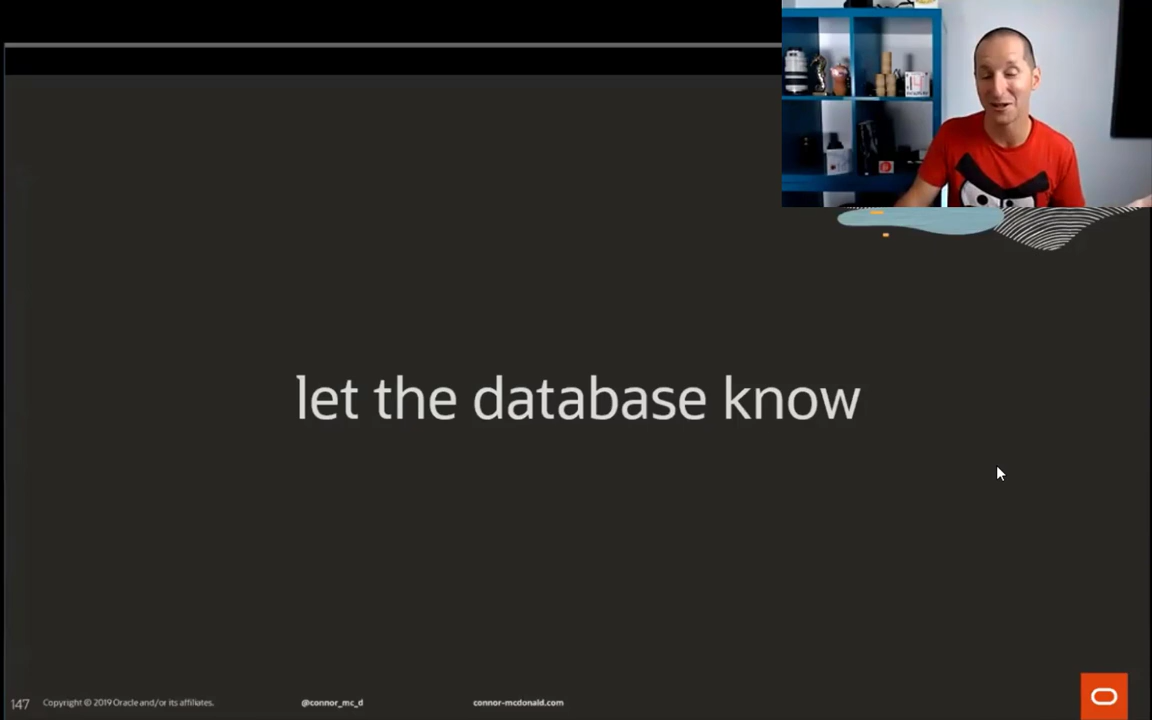 let the database know
147 Copyright © 2019 Oracle and/or its affiliates. @connor_mc_d connor-mcdonald.com